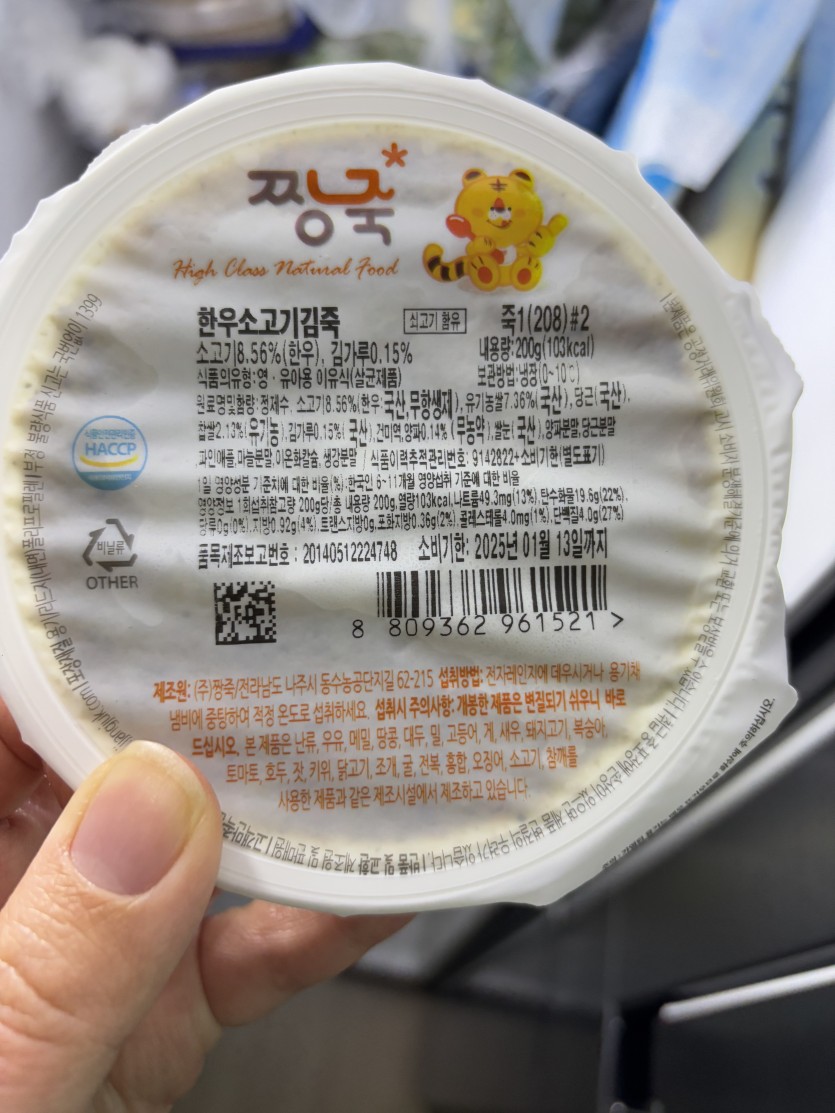 짱죽
High Class Natural Food
한우소고기김죽 쇠고기 함유 죽1(208)#2
소고기8.56%(한우), 김가루0.15% 내용량:200g(103kcal)
식품의유형:영·유아용 이유식(살균제품) 보관방법:냉장(0~10℃)
원료명및함량:정제수, 소고기8.56%(한우:국산,무항생제), 유기농쌀7.36%(국산), 당근(국산),
찹쌀2.13%(유기농), 김가루0.15%(국산),건미역,양파0.14%(무농약),쌀눈(국산),양파분말,당근분말
,파인애플,마늘분말,이온화칼슘, 생강분말 / 식품이력추적관리번호: 9142822+소비기한(별도표기)
1일 영양성분 기준치에 대한 비율(%):한국인 6~11개월 영양섭취 기준에 대한 비율
영양정보 1회섭취참고량 200g당/총 내용량 200g,열량103kcal,나트륨49.3mg(13%),탄수화물19.6g(22%),
당류0g(0%),지방0.92g(4%),트랜스지방0g,포화지방0.36g(2%),콜레스테롤4.0mg(1%),단백질4.0g(27%)
품목제조보고번호 : 20140512224748 소비기한: 2025년 01월 13일까지
8 809362 961521 >
제조원: (주)짱죽/전라남도 나주시 동수농공단지길 62-215 섭취방법: 전자레인지에 데우시거나 용기채
냄비에 중탕하여 적정 온도로 섭취하세요. 섭취시 주의사항: 개봉한 제품은 변질되기 쉬우니 바로
드십시오. 본 제품은 난류, 우유, 메밀, 땅콩, 대두, 밀, 고등어, 게, 새우, 돼지고기, 복숭아,
토마토, 호두, 잣, 키위, 닭고기, 조개, 굴, 전복, 홍합, 오징어, 소고기, 참깨를
사용한 제품과 같은 제조시설에서 제조하고 있습니다.
식품안전관리인증
HACCP
비닐류
OTHER
부정·불량식품 신고는 국번없이 1399